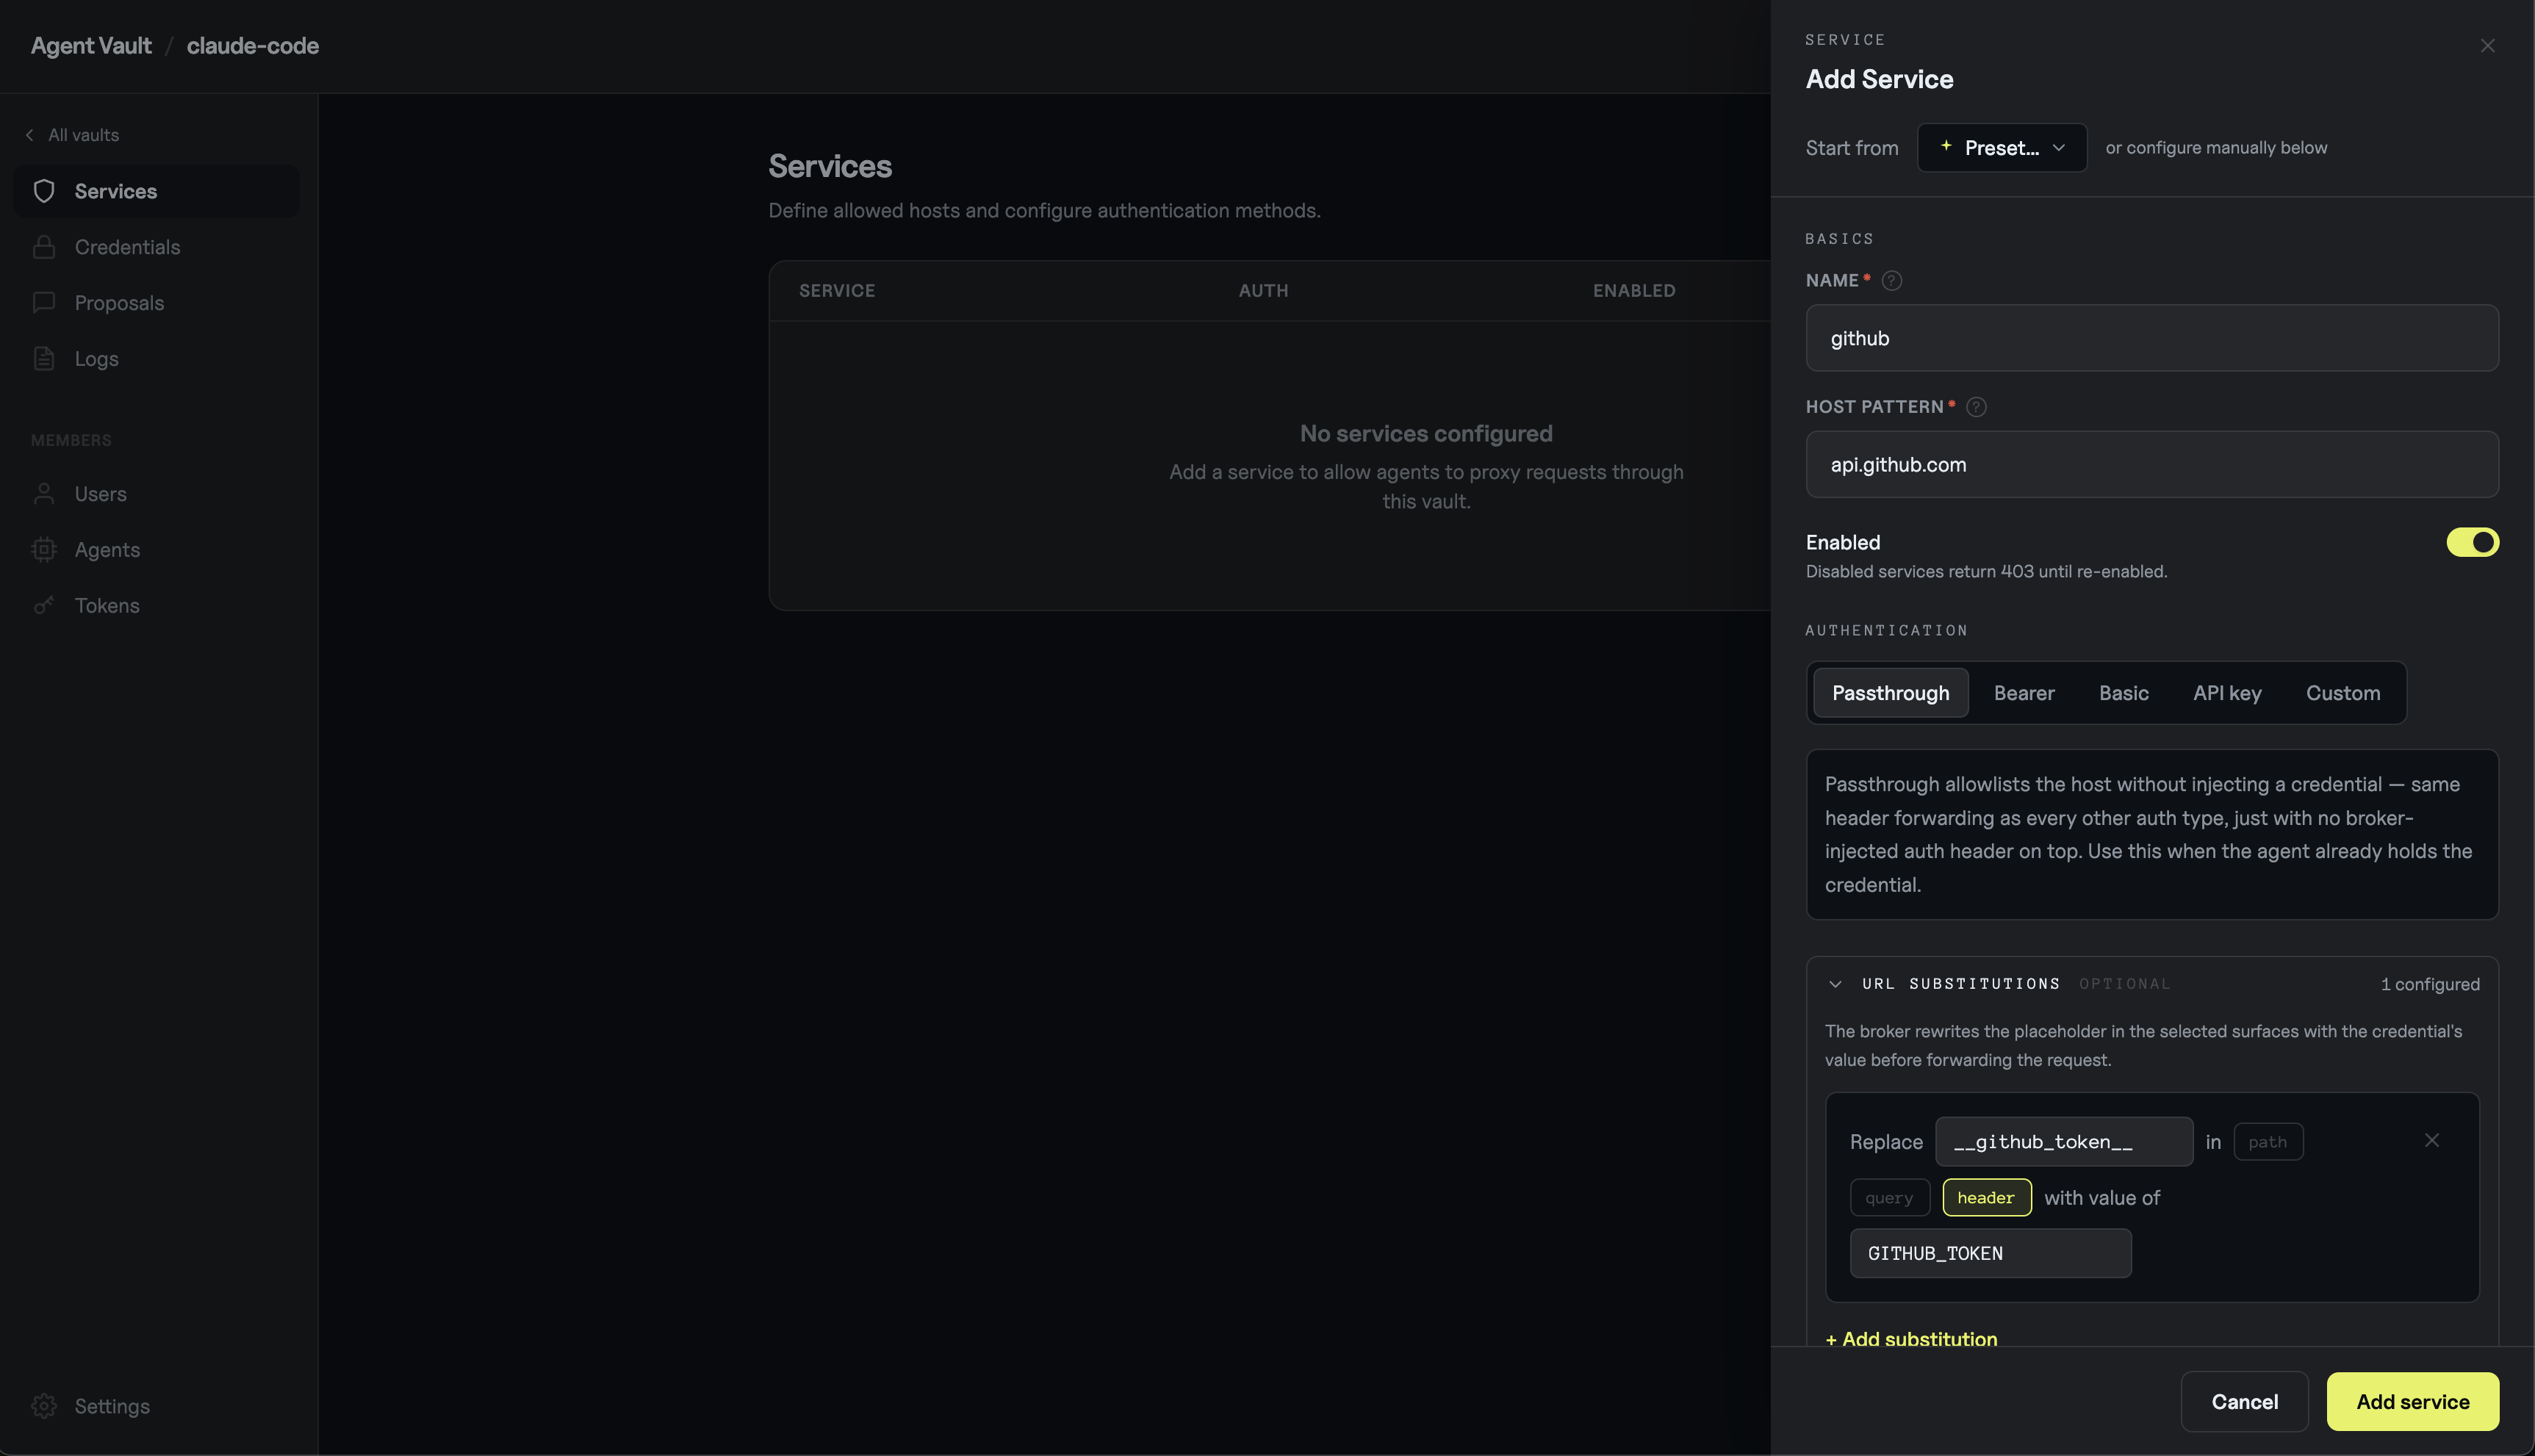 Agent Vault / claude-code
All vaults
Services
Credentials
Proposals
Logs
MEMBERS
Users
Agents
Tokens
Settings
Services
Define allowed hosts and configure authentication methods.
SERVICE AUTH ENABLED
No services configured
Add a service to allow agents to proxy requests through
this vault.
SERVICE
Add Service
Start from Preset... or configure manually below
BASICS
NAME* ?
github
HOST PATTERN* ?
api.github.com
Enabled
Disabled services return 403 until re-enabled.
AUTHENTICATION
Passthrough Bearer Basic API key Custom
Passthrough allowlists the host without injecting a credential — same
header forwarding as every other auth type, just with no broker-
injected auth header on top. Use this when the agent already holds the
credential.
URL SUBSTITUTIONS OPTIONAL 1 configured
The broker rewrites the placeholder in the selected surfaces with the credential's
value before forwarding the request.
Replace __github_token__ in path
query header with value of
GITHUB_TOKEN
+ Add substitution
Cancel Add service